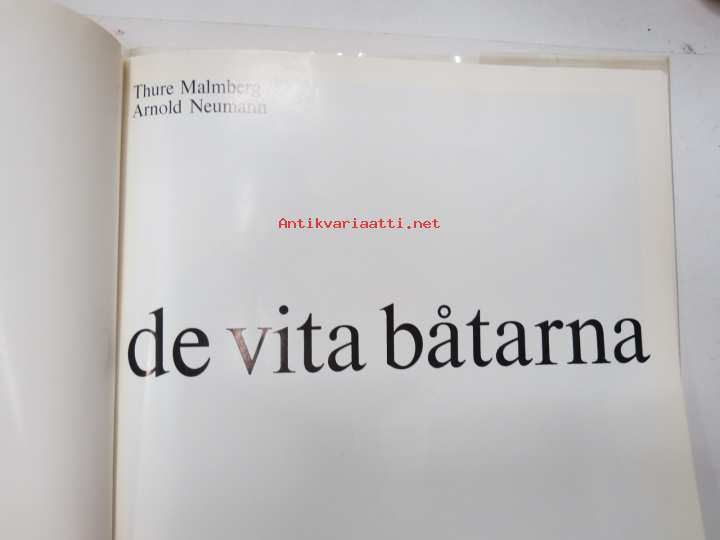 Thure Malmberg
Arnold Neumann
Antikvariaatti.net
de vita båtarna